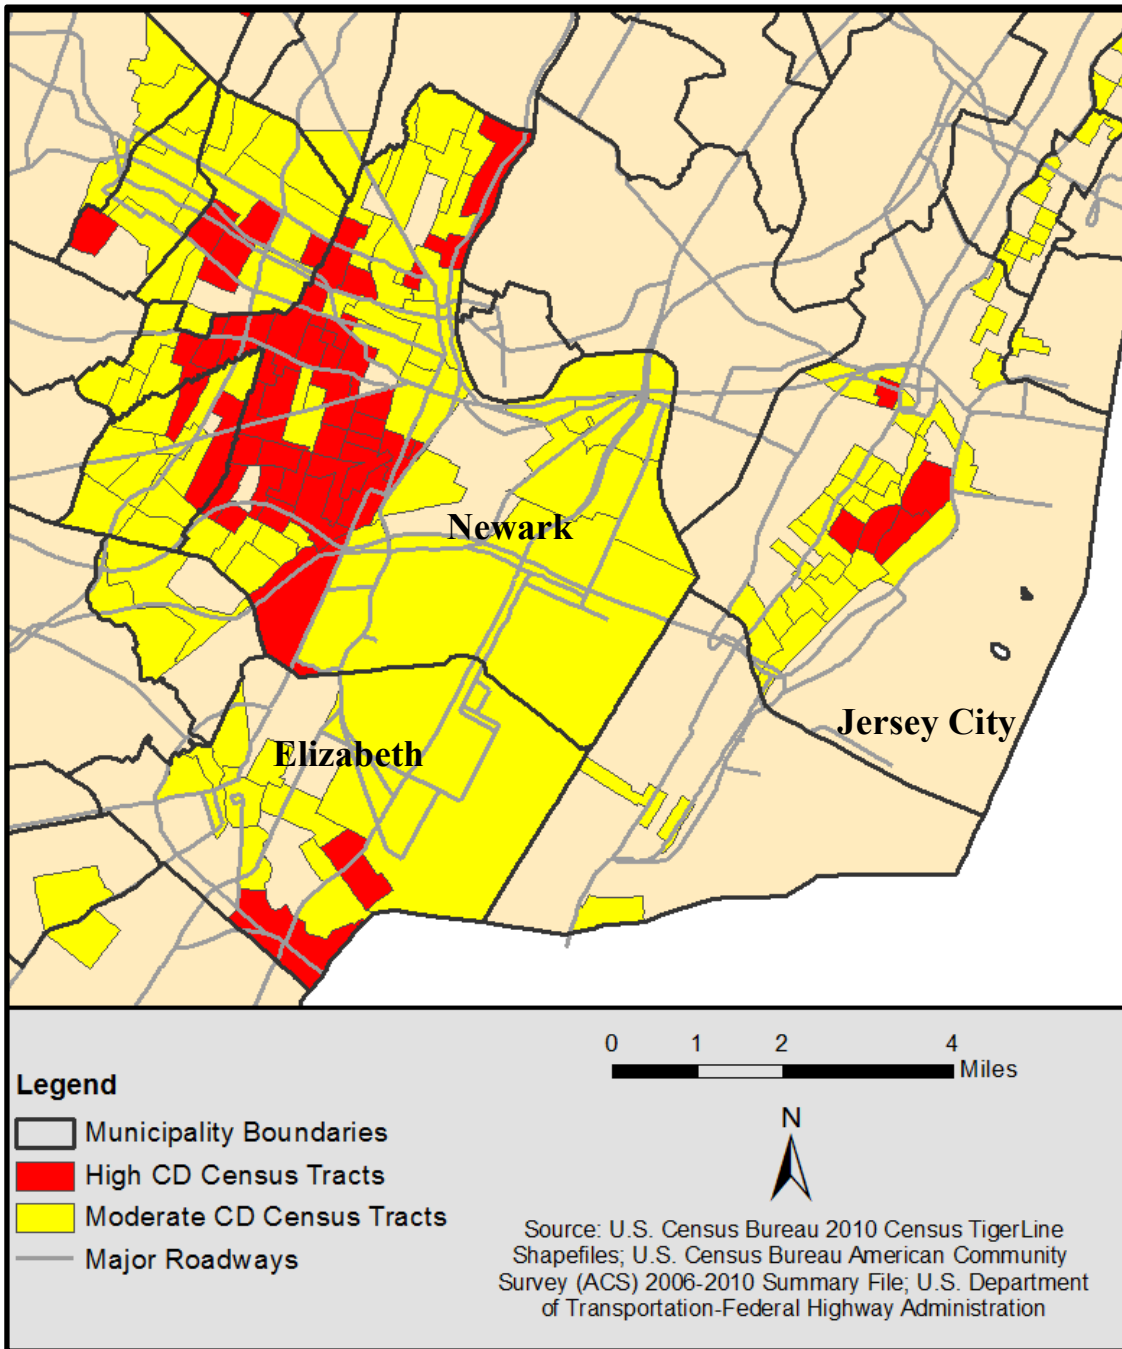 Newark
Jersey City
Elizabeth
0 1 2 4
Miles
Legend
Municipality Boundaries
High CD Census Tracts
Moderate CD Census Tracts
Major Roadways
N
Source: U.S. Census Bureau 2010 Census TigerLine
Shapefiles; U.S. Census Bureau American Community
Survey (ACS) 2006-2010 Summary File; U.S. Department
of Transportation-Federal Highway Administration